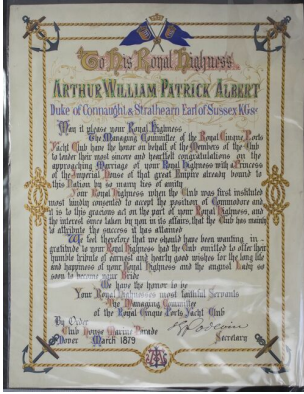 To His Royal Highness
ARTHUR WILLIAM PATRICK ALBERT
Duke of Connaught & Strathearn Earl of Sussex KG &c
May it please your Royal Highness
The Managing Committee of the Royal Cinque Ports
Yacht Club have the honor on behalf of the Members of the Club
to tender their most sincere and heartfelt congratulations on the
approaching Marriage of your Royal Highness with a Princess
of the Imperial House of that great Empire already bound to
this Nation by so many ties of amity
Your Royal Highness when the Club was first instituted
most kindly consented to accept the position of Commodore and
it is to this gracious act on the part of your Royal Highness, and
the interest since taken by you in its affairs, that the Club has mainly
to attribute the success it has attained
We feel therefore that we should have been wanting in
gratitude to your Royal Highness had the Club omitted to offer their
humble tribute of earnest and hearty good wishes for the long life
and happiness of your Royal Highness and the august Lady so
soon to become your Bride
We have the honor to be
Your Royal Highnesses most faithful Servants
The Managing Committee
of the Royal Cinque Ports Yacht Club
By Order
Club House Marine Parade
Dover March 1879
Secretary